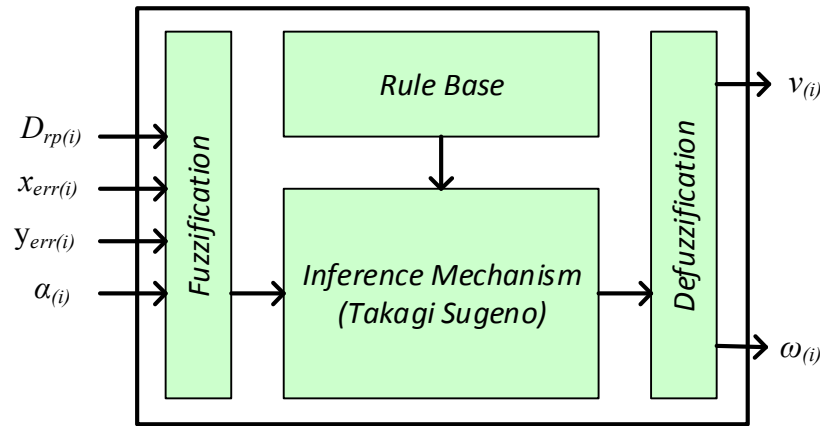 D_rp(i)
x_err(i)
y_err(i)
α_(i)
Fuzzification
Rule Base
Inference Mechanism
(Takagi Sugeno)
Defuzzification
v_(i)
ω_(i)